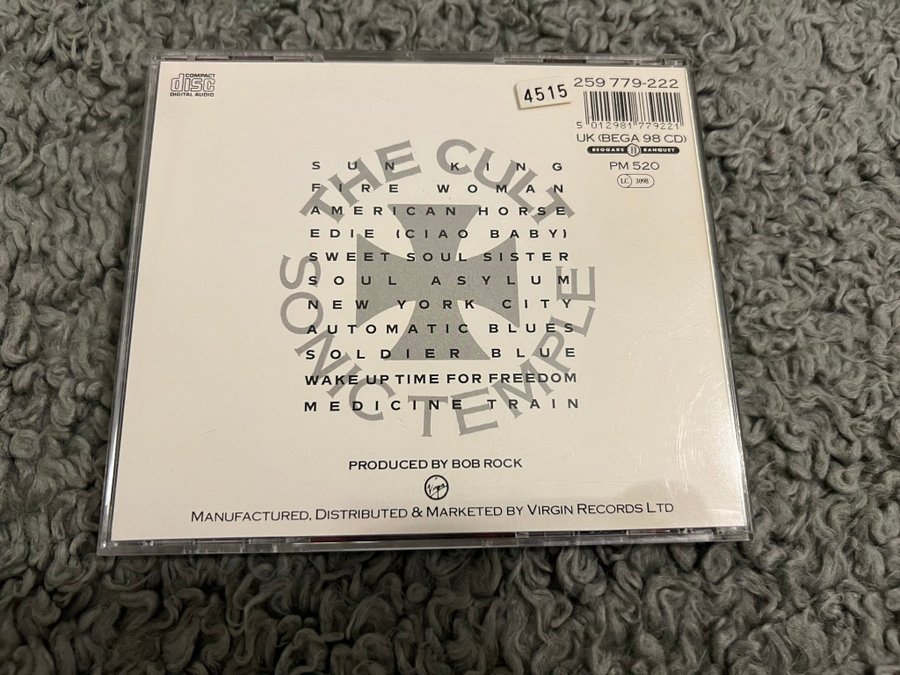 COMPACT
disc
DIGITAL AUDIO
4515
259 779-222
5 012981 779221
UK (BEGA 98 CD)
BEGGARS BANQUET
PM 520
LC 3098
THE CULT
SONIC TEMPLE
SUN KING
FIRE WOMAN
AMERICAN HORSE
EDIE (CIAO BABY)
SWEET SOUL SISTER
SOUL ASYLUM
NEW YORK CITY
AUTOMATIC BLUES
SOLDIER BLUE
WAKE UP TIME FOR FREEDOM
MEDICINE TRAIN
PRODUCED BY BOB ROCK
Virgin
MANUFACTURED, DISTRIBUTED & MARKETED BY VIRGIN RECORDS LTD